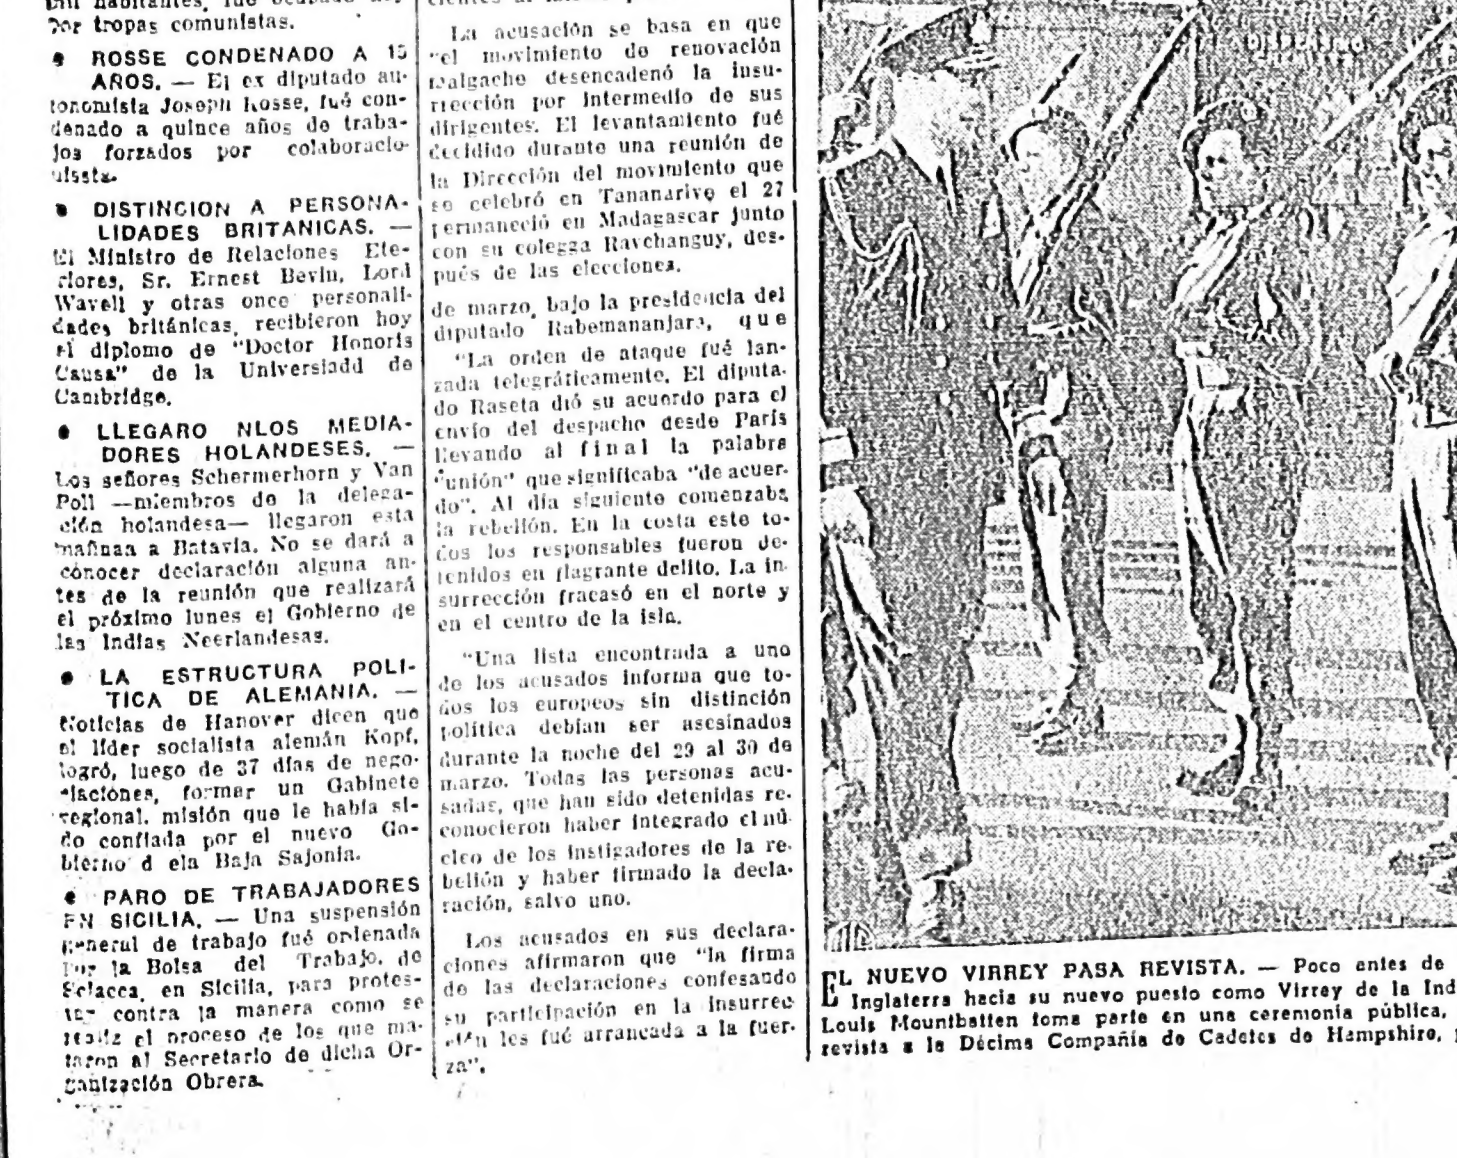 por tropas comunistas.
• ROSSE CONDENADO A 15
AROS. — El ex diputado au-
tonomista Joseph Rosse, fué con-
denado a quince años de traba-
jos forzados por colaboracio-
nista.
• DISTINCION A PERSONA-
LIDADES BRITANICAS. —
El Ministro de Relaciones Exte-
riores, Sr. Ernest Bevin, Lord
Wavell y otras once personali-
dades británicas, recibieron hoy
el diplomo de "Doctor Honoris
Causa" de la Universiadd de
Cambridge.
• LLEGARO NLOS MEDIA-
DORES HOLANDESES. —
Los señores Schermerhorn y Van
Poll —miembros de la delega-
ción holandesa— llegaron esta
mañnaa a Batavia. No se dará a
conocer declaración alguna an-
tes de la reunión que realizará
el próximo lunes el Gobierno de
las Indias Neerlandesas.
• LA ESTRUCTURA POLI-
TICA DE ALEMANIA. —
Noticias de Hanover dicen que
el líder socialista alemán Kopf,
logró, luego de 37 días de nego-
ciaciones, formar un Gabinete
regional, misión que le había si-
do confiada por el nuevo Go-
bierno d ela Baja Sajonia.
• PARO DE TRABAJADORES
EN SICILIA. — Una suspensión
general de trabajo fué ordenada
por la Bolsa del Trabajo, de
Sciacca, en Sicilia, para protes-
tar contra la manera como se
realiz el proceso de los que ma-
taron al Secretario de dicha Or-
ganización Obrera.
La acusación se basa en que
"el movimiento de renovación
malgache desencadenó la insu-
rrección por intermedio de sus
dirigentes. El levantamiento fué
decidido durante una reunión de
la Dirección del movimiento que
se celebró en Tananarive el 27
permaneció en Madagascar junto
con su colegga Ravchanguy, des-
pués de las elecciones.
de marzo, bajo la presidencia del
diputado Rabemananjara, que
"La orden de ataque fué lan-
zada telegráticamente. El diputa-
do Raseta dió su acuerdo para el
envío del despacho desde París
llevando al final la palabra
"unión" que significaba "de acuer-
do". Al día siguiente comenzaba
la rebelión. En la costa este to-
dos los responsables fueron de-
tenidos en flagrante delito. La in
surrección fracasó en el norte y
en el centro de la isla.
"Una lista encontrada a uno
de los acusados informa que to-
dos los europeos sin distinción
política debían ser asesinados
durante la noche del 29 al 30 de
marzo. Todas las personas acu-
sadas, que han sido detenidas re-
conocieron haber integrado el nú-
cleo de los instigadores de la re-
belión y haber firmado la decla-
ración, salvo uno.
Los acusados en sus declara-
ciones afirmaron que "la firma
de las declaraciones confesando
su participación en la insurrec-
ción les fué arrancada a la fuer-
za".
EL NUEVO VIRREY PASA REVISTA. — Poco antes de
Inglaterra hacia su nuevo puesto como Virrey de la Ind
Louis Mountbatten toma parte en una ceremonia pública,
revista a la Décima Compañía de Cadetes de Hampshire,